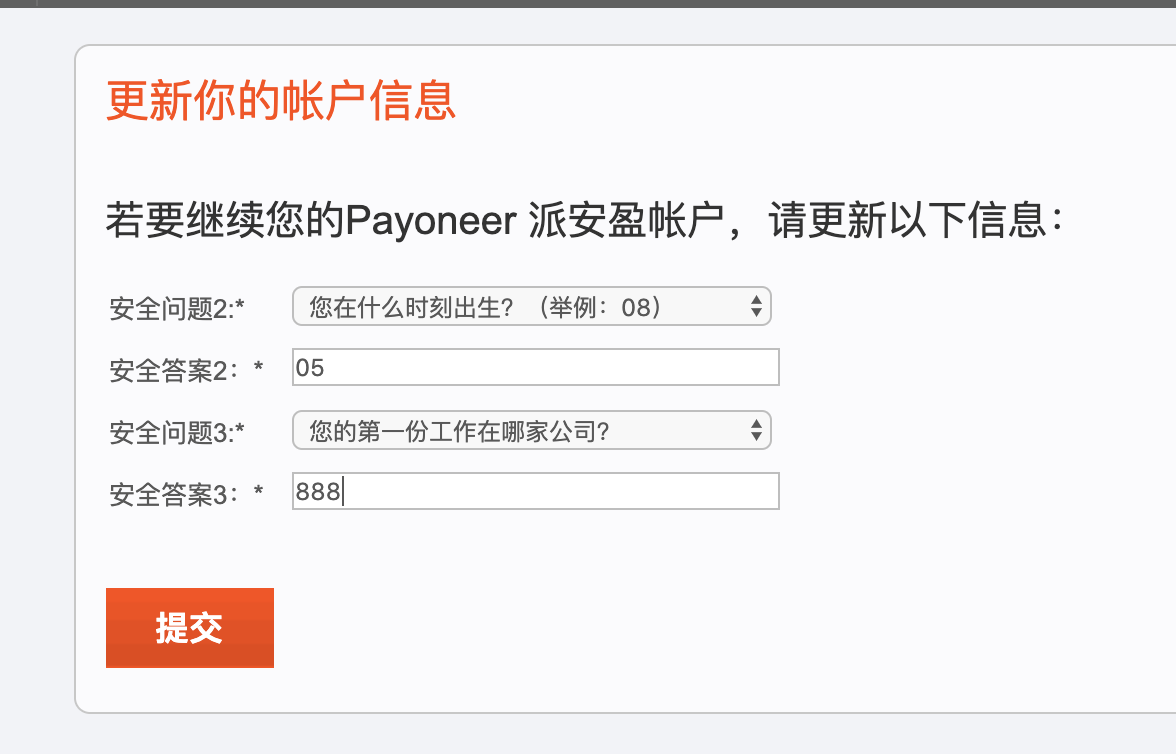 更新你的帐户信息
若要继续您的Payoneer 派安盈帐户，请更新以下信息：
安全问题2:* 您在什么时刻出生？（举例：08）
安全答案2：* 05
安全问题3:* 您的第一份工作在哪家公司?
安全答案3：* 888
提交